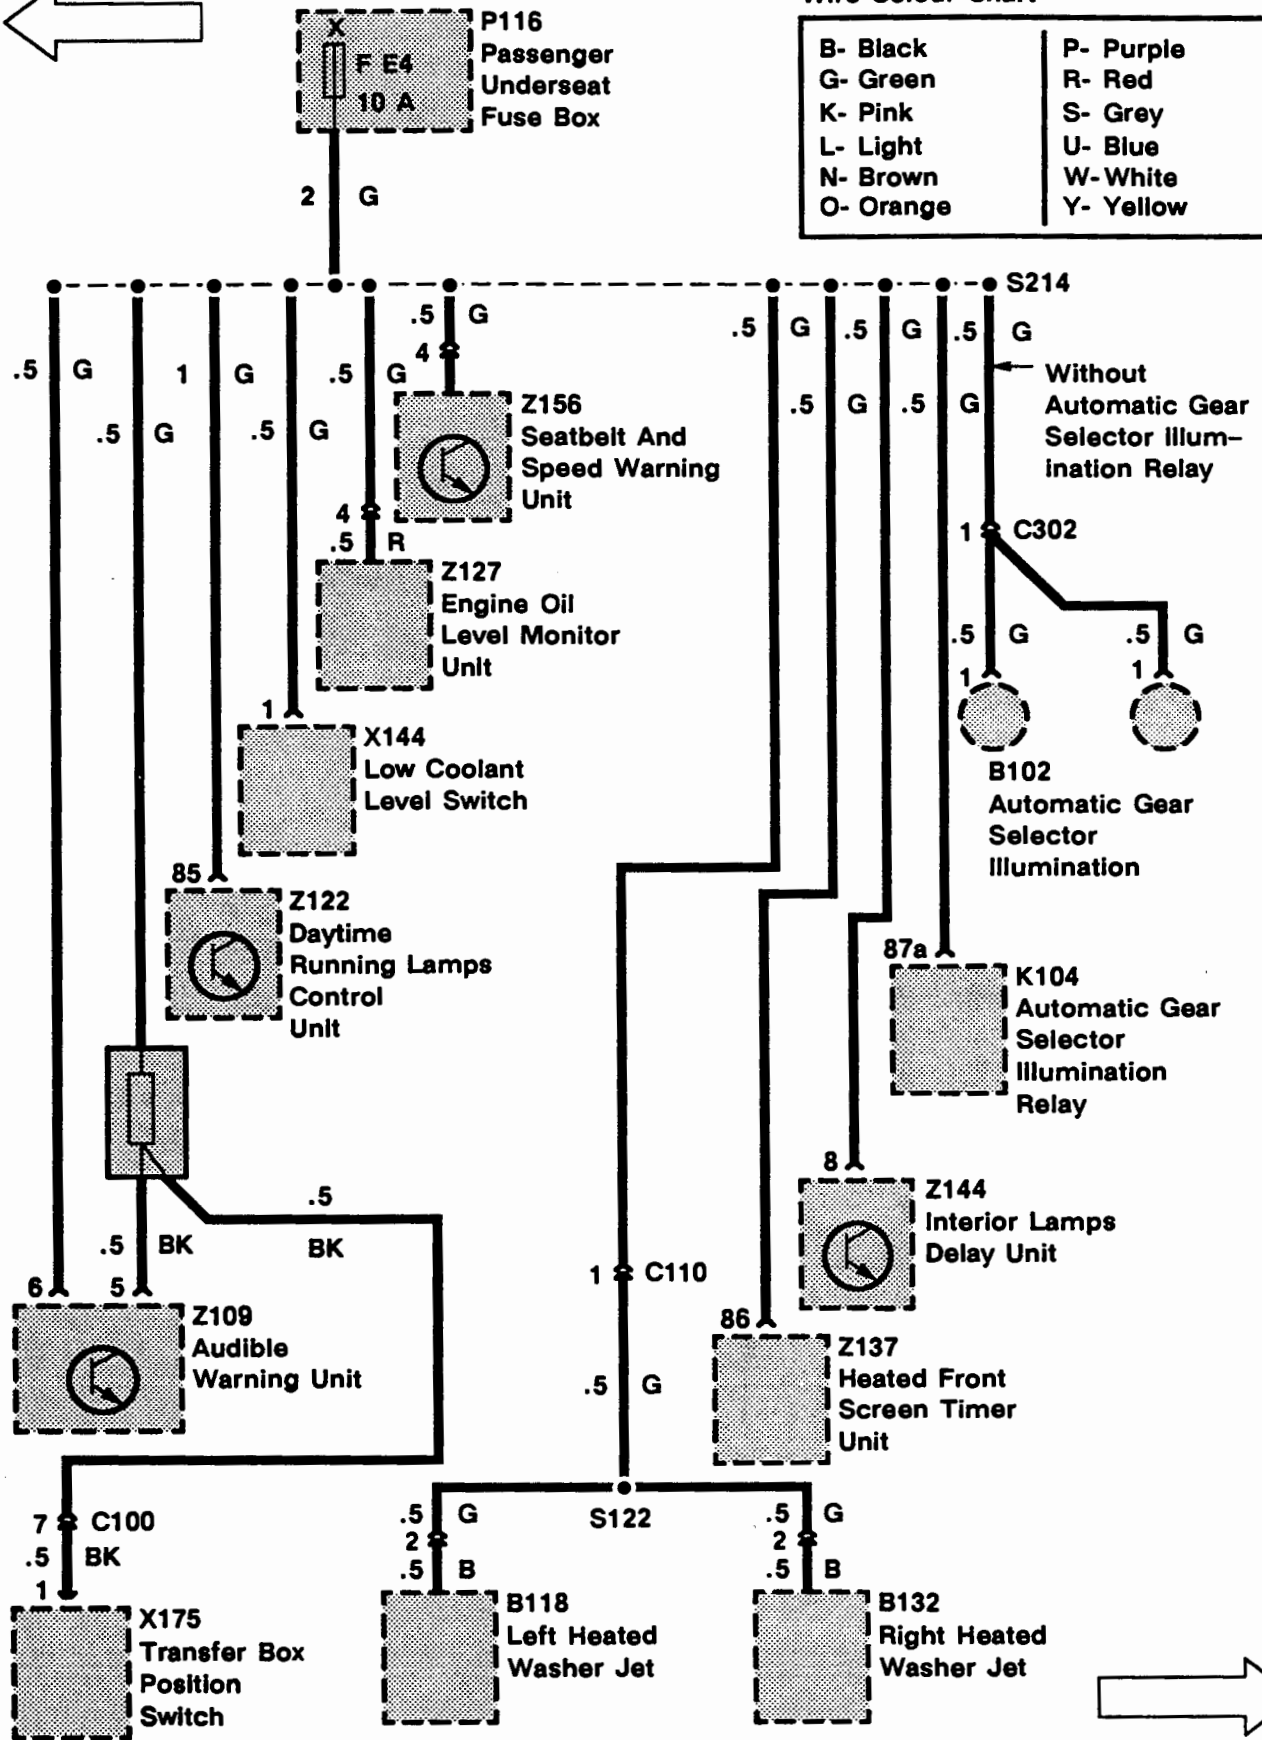 P116
Passenger
Underseat
Fuse Box
X
F E4
10 A
B- Black
G- Green
K- Pink
L- Light
N- Brown
O- Orange
P- Purple
R- Red
S- Grey
U- Blue
W- White
Y- Yellow
2 G
S214
.5 G
.5 G
1 G
.5 G
.5 G
.5 G
4
.5 G
.5 G
.5 G
.5 G
.5 G
Without
Automatic Gear
Selector Illum-
ination Relay
Z156
Seatbelt And
Speed Warning
Unit
4
.5 R
Z127
Engine Oil
Level Monitor
Unit
1 C302
.5 G
1
.5 G
1
B102
Automatic Gear
Selector
Illumination
1
X144
Low Coolant
Level Switch
85
Z122
Daytime
Running Lamps
Control
Unit
87a
K104
Automatic Gear
Selector
Illumination
Relay
8
Z144
Interior Lamps
Delay Unit
.5
BK
.5 BK
6
5
Z109
Audible
Warning Unit
1 C110
.5 G
86
Z137
Heated Front
Screen Timer
Unit
S122
7 C100
.5 BK
1
X175
Transfer Box
Position
Switch
.5 G
2
.5 B
B118
Left Heated
Washer Jet
.5 G
2
.5 B
B132
Right Heated
Washer Jet